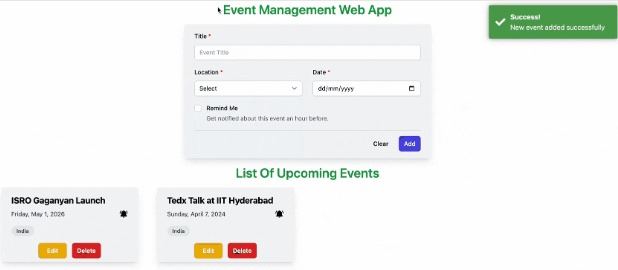 Event Management Web App
Success!
New event added successfully
Title *
Event Title
Location *
Date *
Select
dd/mm/yyyy
Remind Me
Get notified about this event an hour before.
Clear
Add
List Of Upcoming Events
ISRO Gaganyan Launch
Friday, May 1, 2026
India
Edit
Delete
Tedx Talk at IIT Hyderabad
Sunday, April 7, 2024
India
Edit
Delete